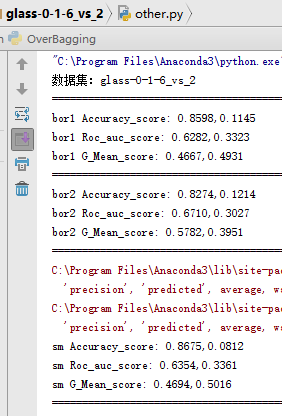 glass-0-1-6_vs_2 other.py
OverBagging
"C:\Program Files\Anaconda3\python.exe
数据集: glass-0-1-6_vs_2
bor1 Accuracy_score: 0.8598,0.1145
bor1 Roc_auc_score: 0.6282,0.3323
bor1 G_Mean_score: 0.4667,0.4931
bor2 Accuracy_score: 0.8274,0.1214
bor2 Roc_auc_score: 0.6710,0.3027
bor2 G_Mean_score: 0.5782,0.3951
C:\Program Files\Anaconda3\lib\site-pac
'precision', 'predicted', average, wa
C:\Program Files\Anaconda3\lib\site-pac
'precision', 'predicted', average, wa
sm Accuracy_score: 0.8675,0.0812
sm Roc_auc_score: 0.6354,0.3361
sm G_Mean_score: 0.4694,0.5016